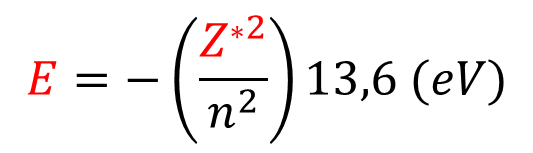 E = −(Z*²/n²) 13,6 (eV)